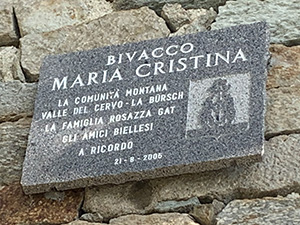 BIVACCO
MARIA CRISTINA
LA COMUNITÀ MONTANA
VALLE DEL CERVO - LA BÜRSCH
LA FAMIGLIA ROSAZZA GAT
GLI AMICI BIELLESI
A RICORDO
21-8-2005